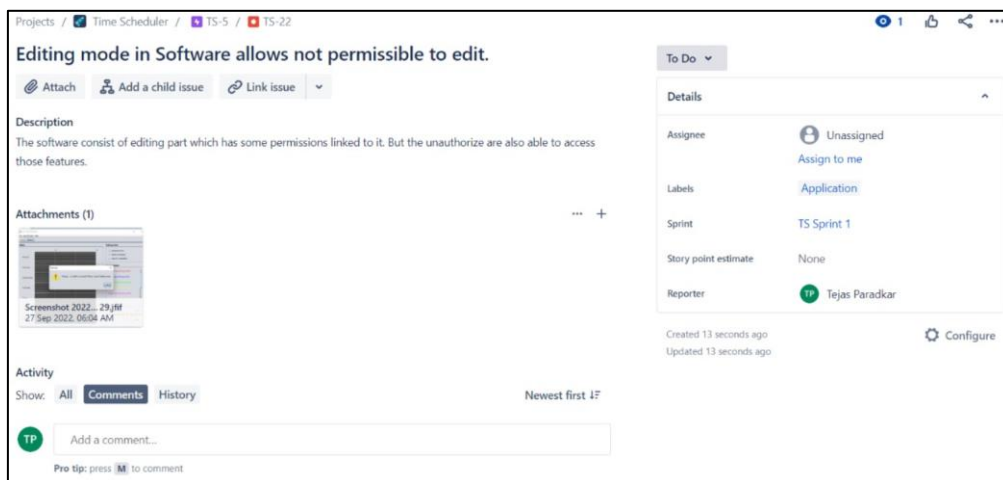 Projects / Time Scheduler / TS-5 / TS-22
1
Editing mode in Software allows not permissible to edit.
Attach Add a child issue Link issue
Description
The software consist of editing part which has some permissions linked to it. But the unauthorize are also able to access
those features.
Attachments (1)
Screenshot 2022... 29.jfif
27 Sep 2022, 06:04 AM
Activity
Show: All Comments History Newest first
TP Add a comment...
Pro tip: press M to comment
To Do
Details
Assignee Unassigned
Assign to me
Labels Application
Sprint TS Sprint 1
Story point estimate None
Reporter TP Tejas Paradkar
Created 13 seconds ago Configure
Updated 13 seconds ago